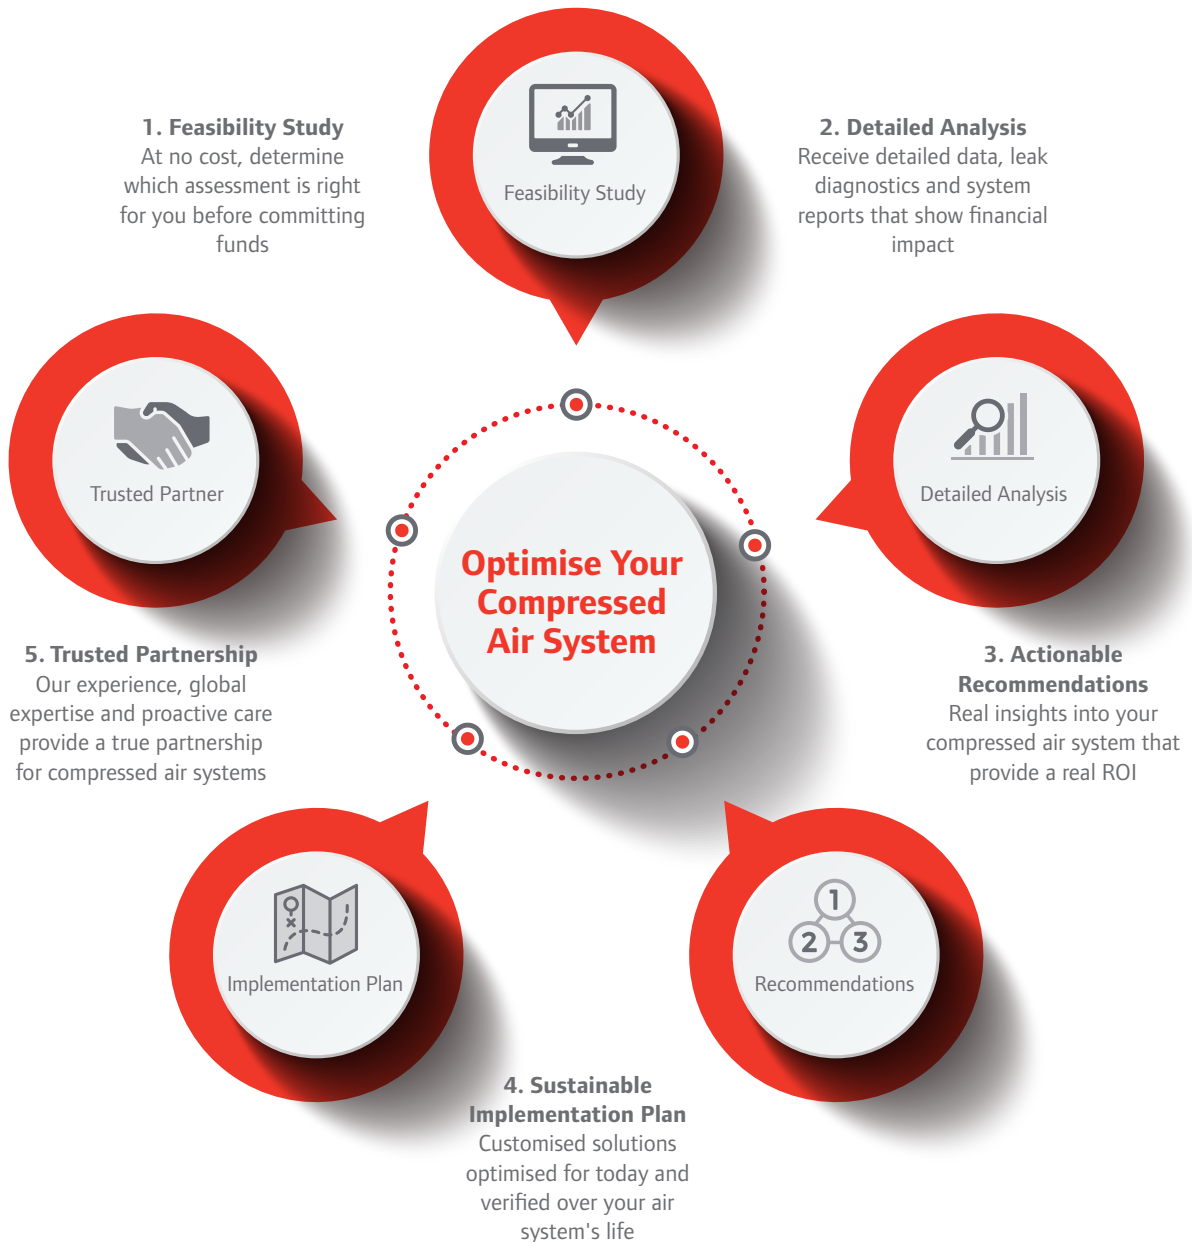 1. Feasibility Study
At no cost, determine
which assessment is right
for you before committing
funds
Feasibility Study
2. Detailed Analysis
Receive detailed data, leak
diagnostics and system
reports that show financial
impact
Trusted Partner
Detailed Analysis
Optimise Your
Compressed
Air System
5. Trusted Partnership
Our experience, global
expertise and proactive care
provide a true partnership
for compressed air systems
3. Actionable
Recommendations
Real insights into your
compressed air system that
provide a real ROI
Implementation Plan
1
2
3
Recommendations
4. Sustainable
Implementation Plan
Customised solutions
optimised for today and
verified over your air
system's life